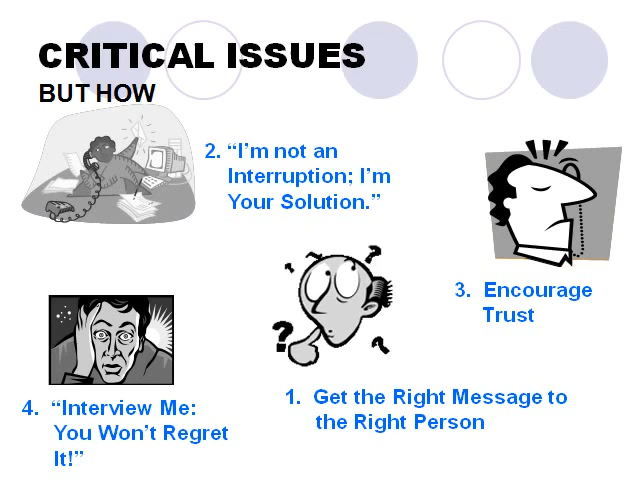 CRITICAL ISSUES
BUT HOW
2. “I’m not an
Interruption; I’m
Your Solution.”
3. Encourage
Trust
1. Get the Right Message to
the Right Person
4. “Interview Me:
You Won’t Regret
It!”